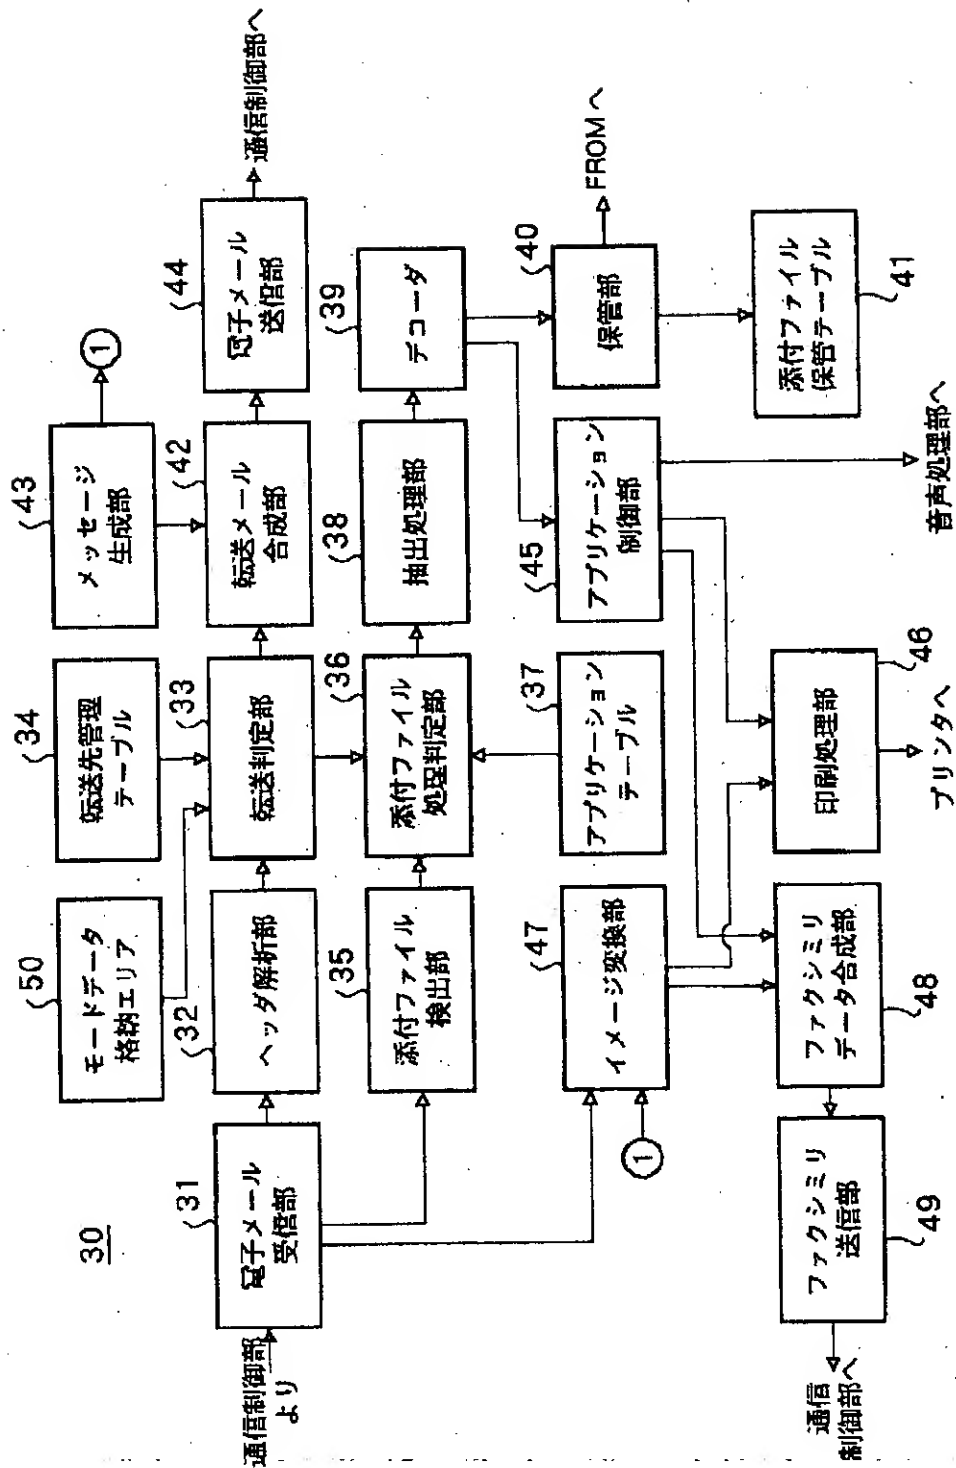 30
通信制御部
より
電子メール
受信部
31
モードデータ
格納エリア
50
ヘッダ解析部
32
転送先管理
テーブル
34
転送判定部
33
メッセージ
生成部
43
①
転送メール
合成部
42
電子メール
送信部
44
通信制御部へ
添付ファイル
検出部
35
添付ファイル
処理判定部
36
抽出処理部
38
デコーダ
39
イメージ変換部
47
①
アプリケーション
テーブル
37
アプリケーション
制御部
45
保管部
40
FROMへ
添付ファイル
保管テーブル
41
音声処理部へ
印刷処理部
46
プリンタへ
ファクシミリ
データ合成部
48
ファクシミリ
送信部
49
通信
制御部へ